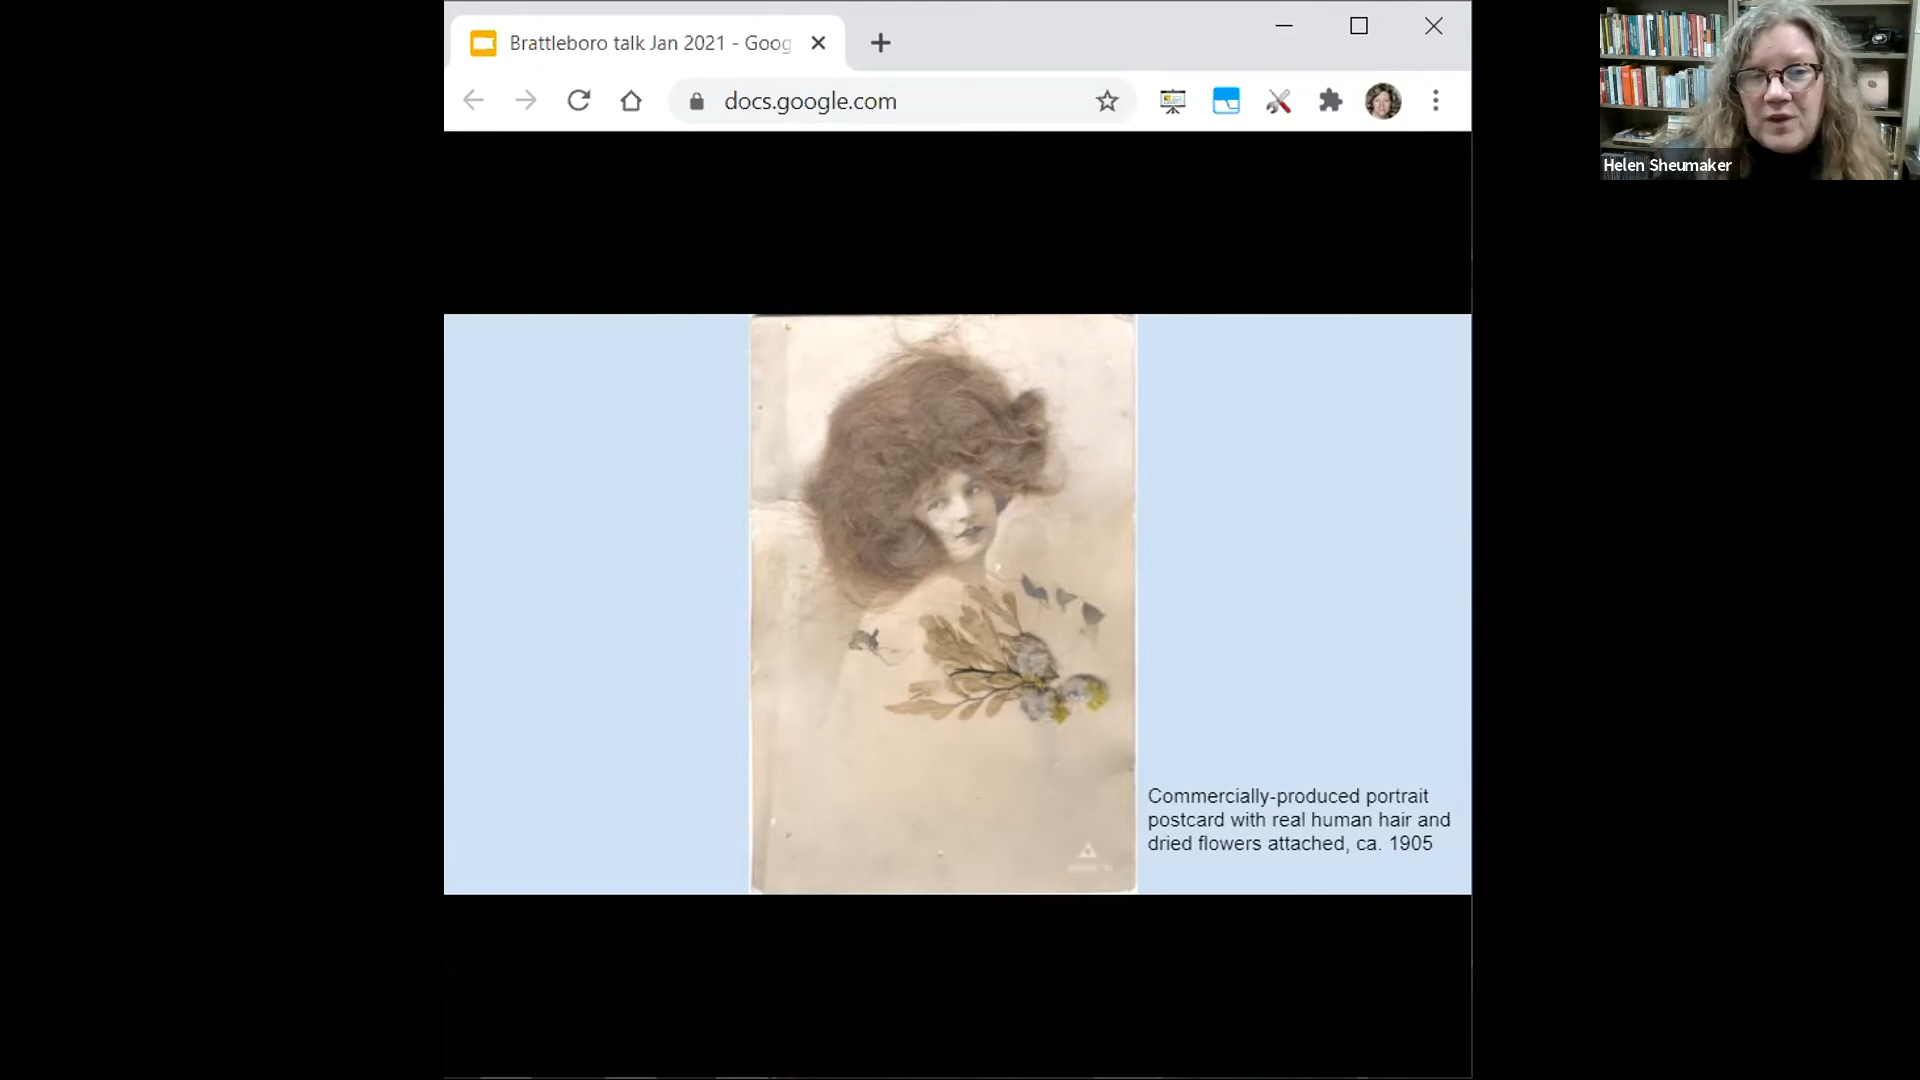 Brattleboro talk Jan 2021 - Goog
docs.google.com
Helen Sheumaker
Commercially-produced portrait
postcard with real human hair and
dried flowers attached, ca. 1905